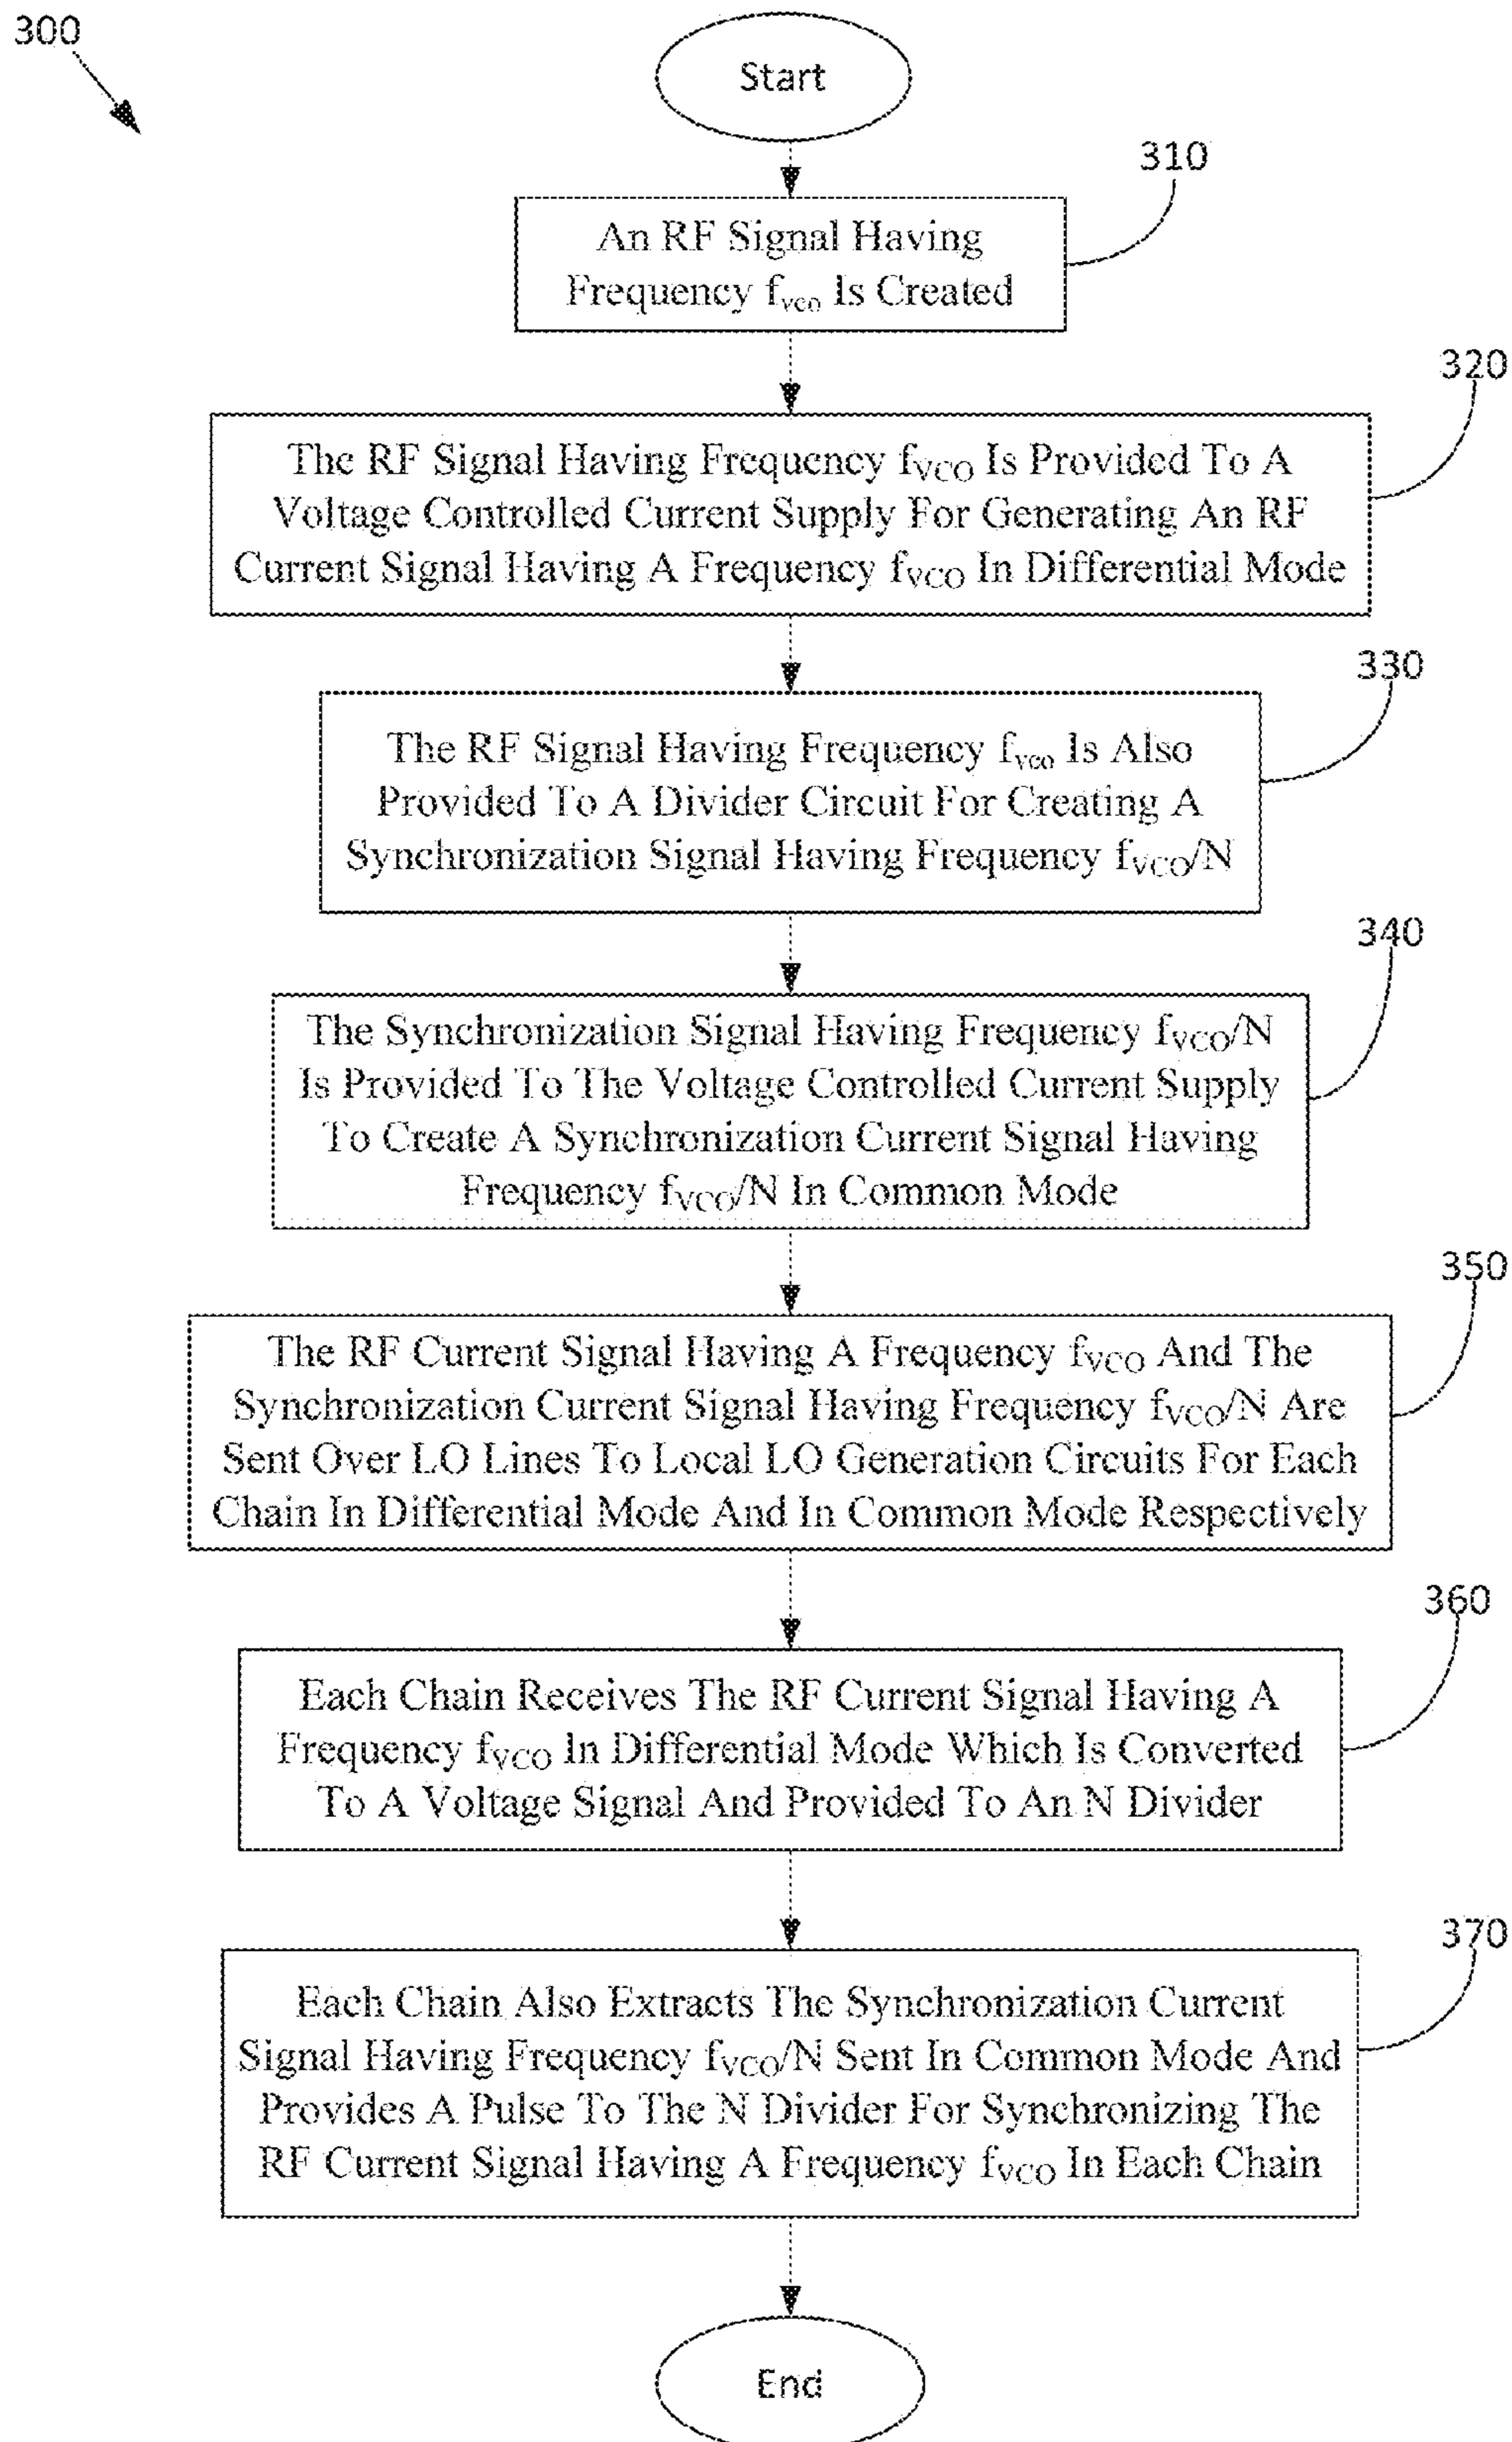 300
Start
310
An RF Signal Having
Frequency fvco Is Created
320
The RF Signal Having Frequency fVCO Is Provided To A
Voltage Controlled Current Supply For Generating An RF
Current Signal Having A Frequency fVCO In Differential Mode
330
The RF Signal Having Frequency fvco Is Also
Provided To A Divider Circuit For Creating A
Synchronization Signal Having Frequency fVCO/N
340
The Synchronization Signal Having Frequency fVCO/N
Is Provided To The Voltage Controlled Current Supply
To Create A Synchronization Current Signal Having
Frequency fVCO/N In Common Mode
350
The RF Current Signal Having A Frequency fVCO And The
Synchronization Current Signal Having Frequency fVCO/N Are
Sent Over LO Lines To Local LO Generation Circuits For Each
Chain In Differential Mode And In Common Mode Respectively
360
Each Chain Receives The RF Current Signal Having A
Frequency fVCO In Differential Mode Which Is Converted
To A Voltage Signal And Provided To An N Divider
370
Each Chain Also Extracts The Synchronization Current
Signal Having Frequency fVCO/N Sent In Common Mode And
Provides A Pulse To The N Divider For Synchronizing The
RF Current Signal Having A Frequency fVCO In Each Chain
End